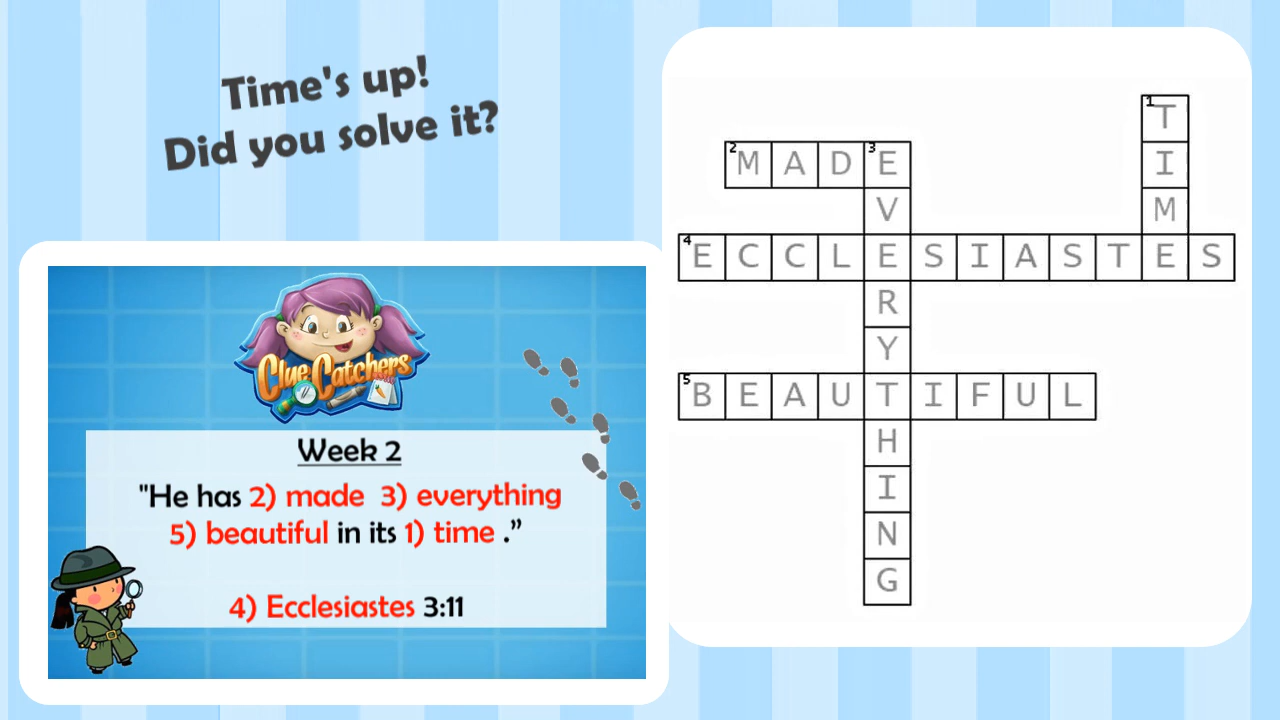 Time's up!
Did you solve it?
Clue Catchers
Week 2
"He has 2) made 3) everything
5) beautiful in its 1) time .”
4) Ecclesiastes 3:11
1 T
2 M A D 3 E I
V M
4 E C C L E S I A S T E S
R
Y
5 B E A U T I F U L
H
I
N
G